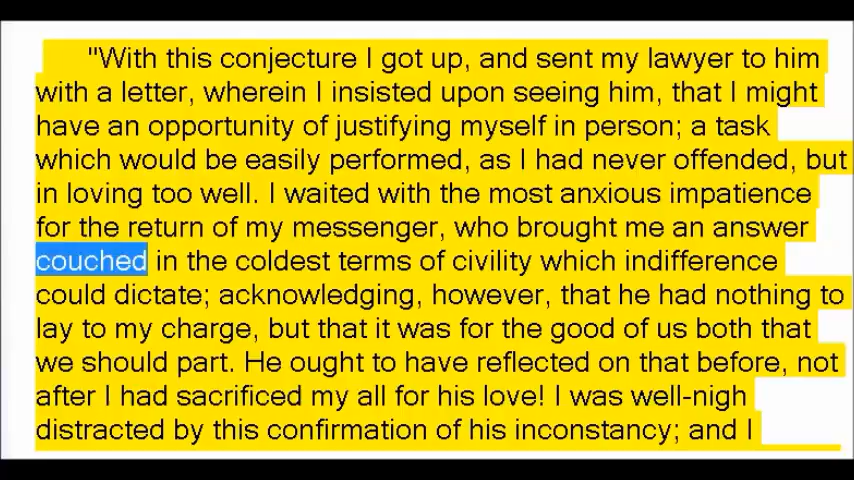 "With this conjecture I got up, and sent my lawyer to him
with a letter, wherein I insisted upon seeing him, that I might
have an opportunity of justifying myself in person; a task
which would be easily performed, as I had never offended, but
in loving too well. I waited with the most anxious impatience
for the return of my messenger, who brought me an answer
couched in the coldest terms of civility which indifference
could dictate; acknowledging, however, that he had nothing to
lay to my charge, but that it was for the good of us both that
we should part. He ought to have reflected on that before, not
after I had sacrificed my all for his love! I was well-nigh
distracted by this confirmation of his inconstancy; and I